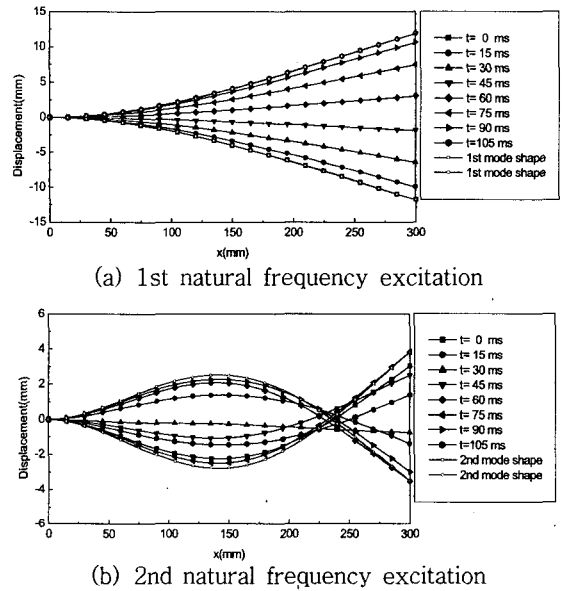 15
10
5
0
-5
-10
-15
Displacement(mm)
0 50 100 150 200 250 300
x(mm)
t= 0 ms
t= 15 ms
t= 30 ms
t= 45 ms
t= 60 ms
t= 75 ms
t= 90 ms
t=105 ms
1st mode shape
1st mode shape
(a) 1st natural frequency excitation
6
4
2
0
-2
-4
-6
Displacement(mm)
0 50 100 150 200 250 300
x(mm)
t= 0 ms
t= 15 ms
t= 30 ms
t= 45 ms
t= 60 ms
t= 75 ms
t= 90 ms
t=105 ms
2nd mode shape
2nd mode shape
(b) 2nd natural frequency excitation